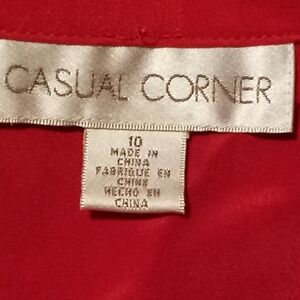 CASUAL CORNER
10
MADE IN
CHINA
FABRIQUE EN
CHINE
HECHO EN
CHINA